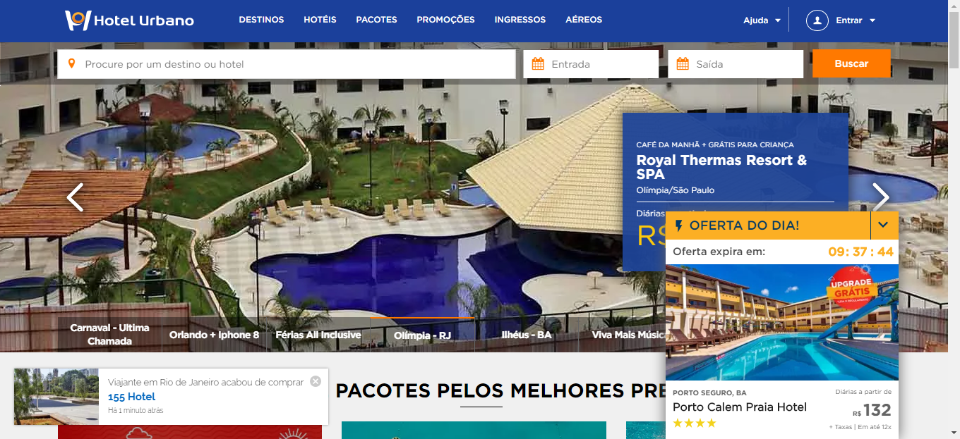 Hotel Urbano
DESTINOS HOTÉIS PACOTES PROMOÇÕES INGRESSOS AÉREOS
Ajuda Entrar
Procure por um destino ou hotel
Entrada
Saída
Buscar
CAFÉ DA MANHÃ + GRÁTIS PARA CRIANÇA
Royal Thermas Resort &
SPA
Olímpia/São Paulo
Diárias
R$
OFERTA DO DIA!
Oferta expira em: 09: 37 : 44
UPGRADE
GRÁTIS
Carnaval - Ultima
Chamada
Orlando + Iphone 8
Férias All Inclusive
Olímpia - RJ
Ilhéus - BA
Viva Mais Músic
Viajante em Rio de Janeiro acabou de comprar
155 Hotel
Há 1 minuto atrás
PACOTES PELOS MELHORES PRE
PORTO SEGURO, BA
Porto Calem Praia Hotel
Diárias a partir de
R$ 132
+ Taxas | Em até 12x